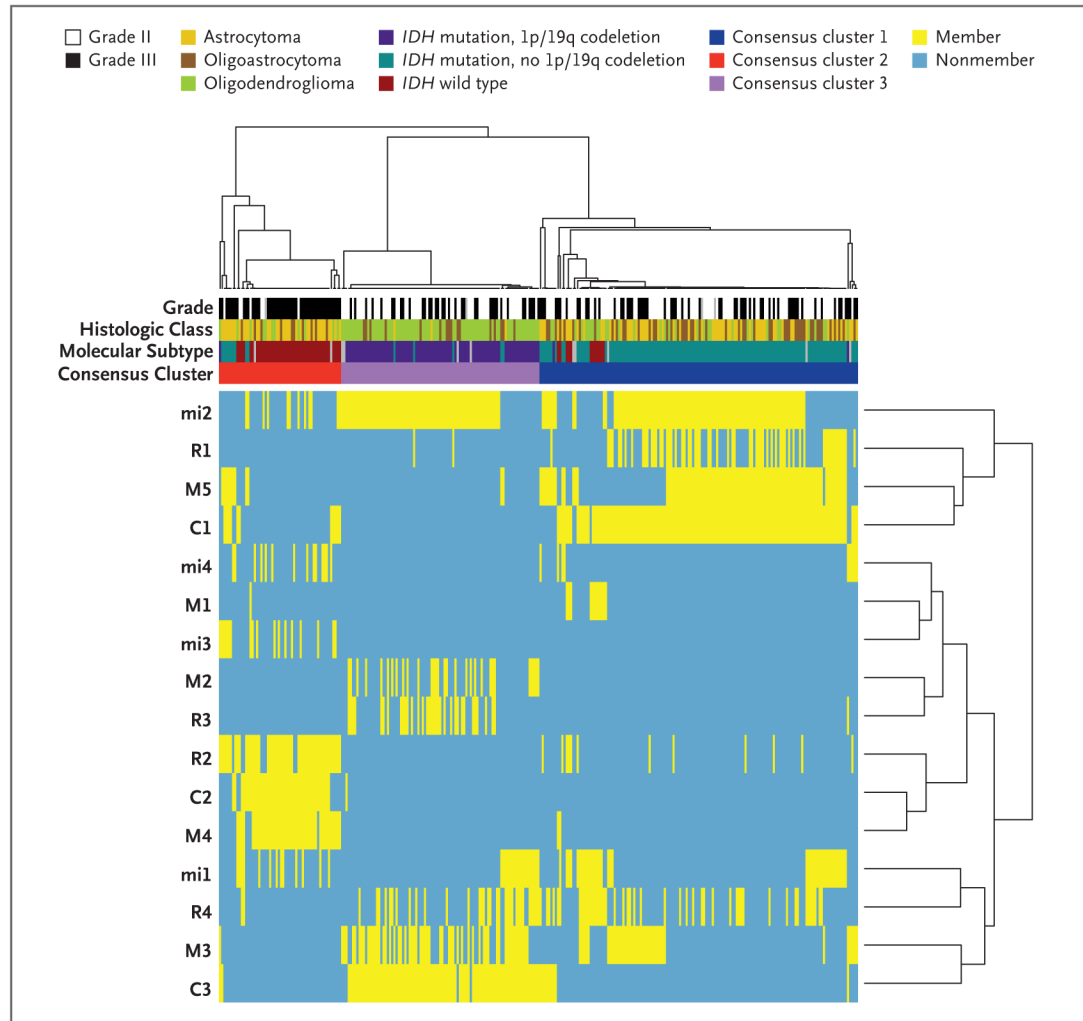 Grade II
Grade III
Astrocytoma
Oligoastrocytoma
Oligodendroglioma
IDH mutation, 1p/19q codeletion
IDH mutation, no 1p/19q codeletion
IDH wild type
Consensus cluster 1
Consensus cluster 2
Consensus cluster 3
Member
Nonmember
Grade
Histologic Class
Molecular Subtype
Consensus Cluster
mi2
R1
M5
C1
mi4
M1
mi3
M2
R3
R2
C2
M4
mi1
R4
M3
C3